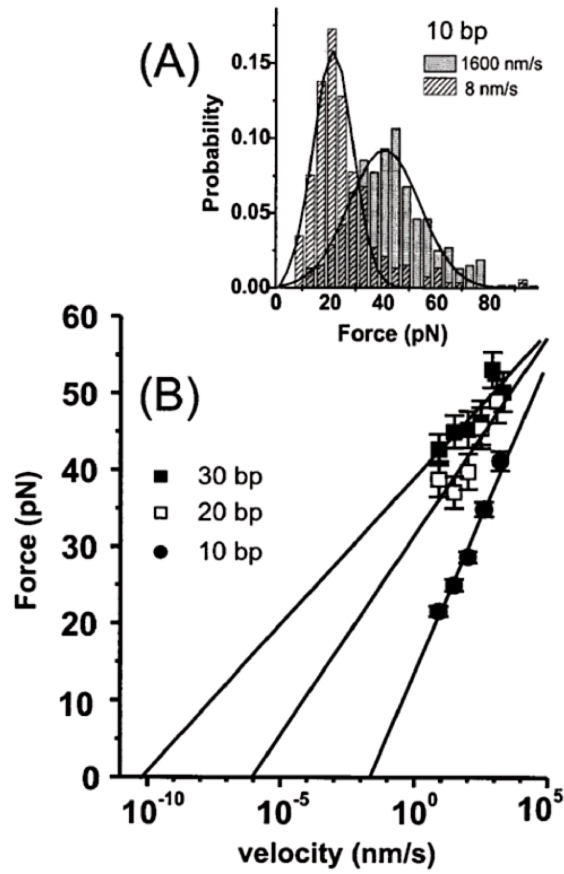 (A)
10 bp
1600 nm/s
8 nm/s
Probability
0.15
0.10
0.05
0.00
0 20 40 60 80
Force (pN)
(B)
30 bp
20 bp
10 bp
Force (pN)
60
50
40
30
20
10
0
10^-10 10^-5 10^0 10^5
velocity (nm/s)